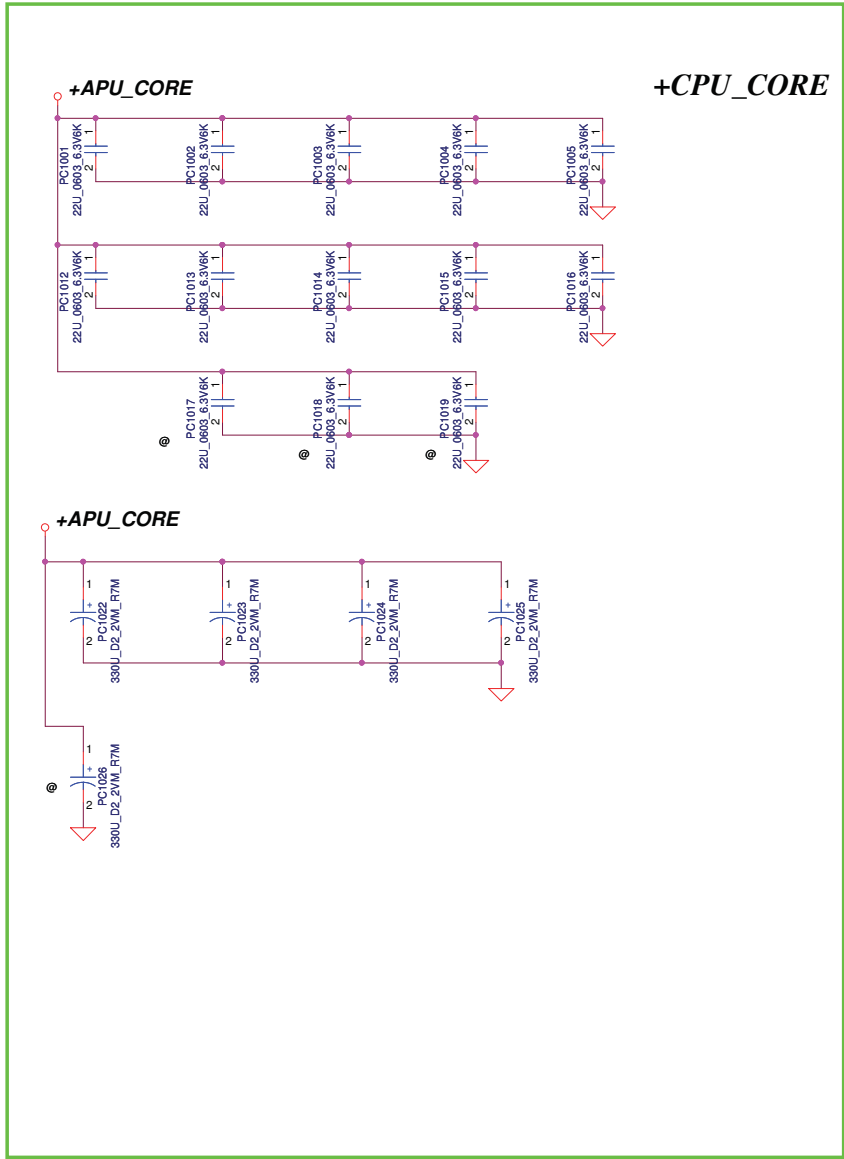 +APU_CORE
+CPU_CORE
1
2
PC1001
22U_0603_6.3V6K
1
2
PC1002
22U_0603_6.3V6K
1
2
PC1003
22U_0603_6.3V6K
1
2
PC1004
22U_0603_6.3V6K
1
2
PC1005
22U_0603_6.3V6K
1
2
PC1012
22U_0603_6.3V6K
1
2
PC1013
22U_0603_6.3V6K
1
2
PC1014
22U_0603_6.3V6K
1
2
PC1015
22U_0603_6.3V6K
1
2
PC1016
22U_0603_6.3V6K
@
1
2
PC1017
22U_0603_6.3V6K
@
1
2
PC1018
22U_0603_6.3V6K
@
1
2
PC1019
22U_0603_6.3V6K
+APU_CORE
1
+
2
PC1022
330U_D2_2VM_R7M
1
+
2
PC1023
330U_D2_2VM_R7M
1
+
2
PC1024
330U_D2_2VM_R7M
1
+
2
PC1025
330U_D2_2VM_R7M
@
1
+
2
PC1026
330U_D2_2VM_R7M